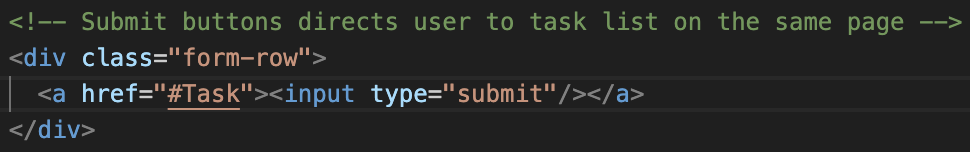 <!-- Submit buttons directs user to task list on the same page -->
<div class="form-row">
<a href="#Task"><input type="submit"/></a>
</div>